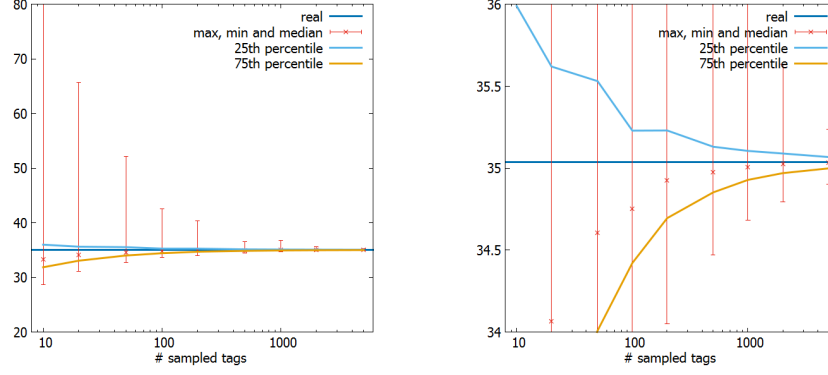 80
70
60
50
40
30
20
10
100
1000
# sampled tags
real
max, min and median
25th percentile
75th percentile
36
35.5
35
34.5
34
10
100
1000
# sampled tags
real
max, min and median
25th percentile
75th percentile